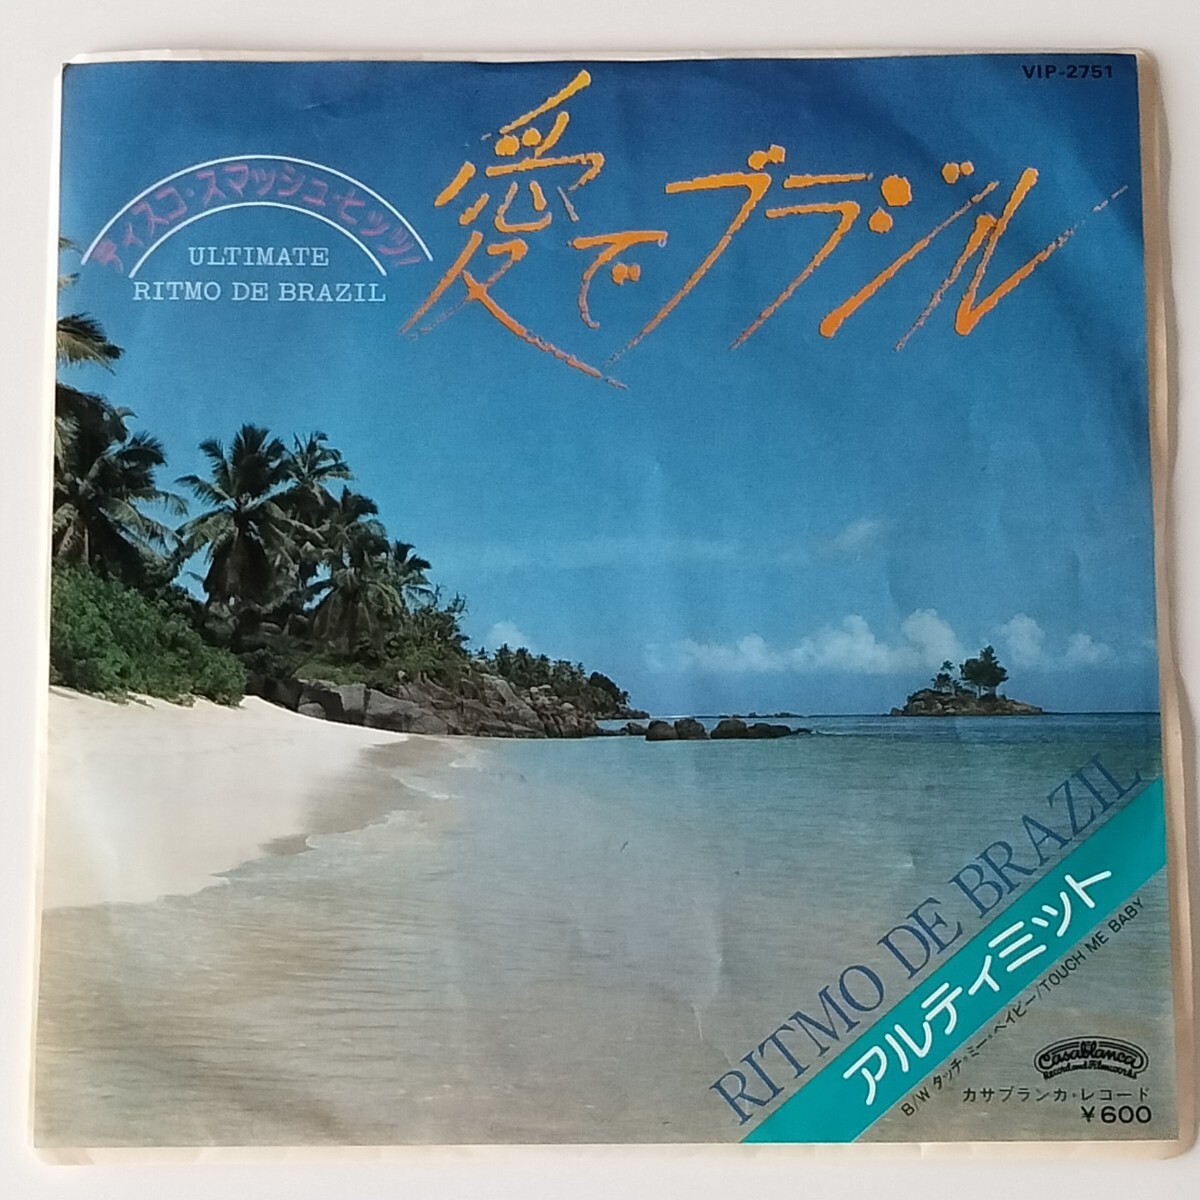 VIP-2751
愛でブラジル
ディスコ・スマッシュ・ヒッツ!
ULTIMATE
RITMO DE BRAZIL
RITMO DE BRAZIL
アルティミット
B/W タッチ・ミー・ベイビー/TOUCH ME BABY
Casablanca
Record and Filmworks
カサブランカ・レコード
¥600